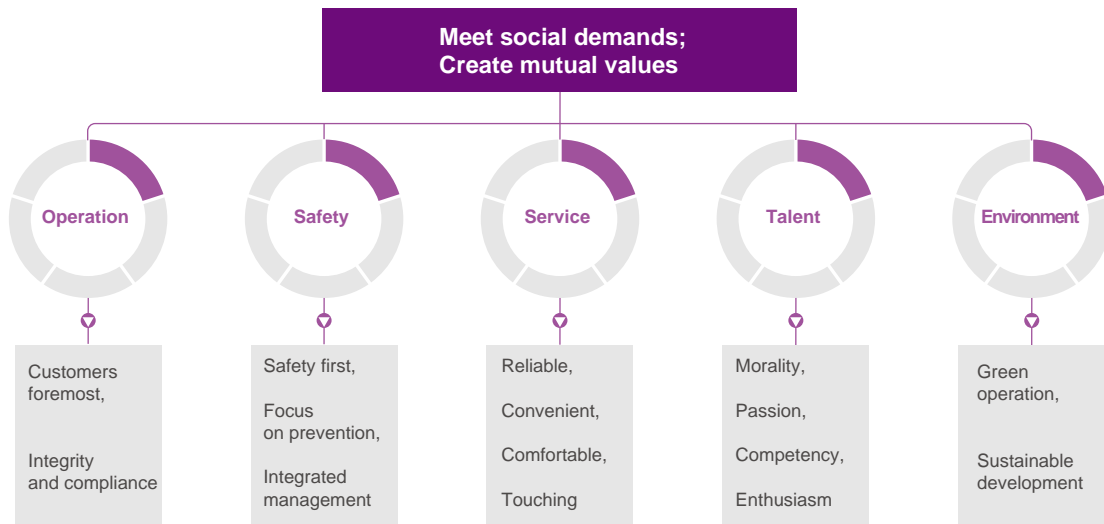 Meet social demands;
Create mutual values
Operation
Safety
Service
Talent
Environment
Customers
foremost,
Integrity
and compliance
Safety first,
Focus
on prevention,
Integrated
management
Reliable,
Convenient,
Comfortable,
Touching
Morality,
Passion,
Competency,
Enthusiasm
Green
operation,
Sustainable
development